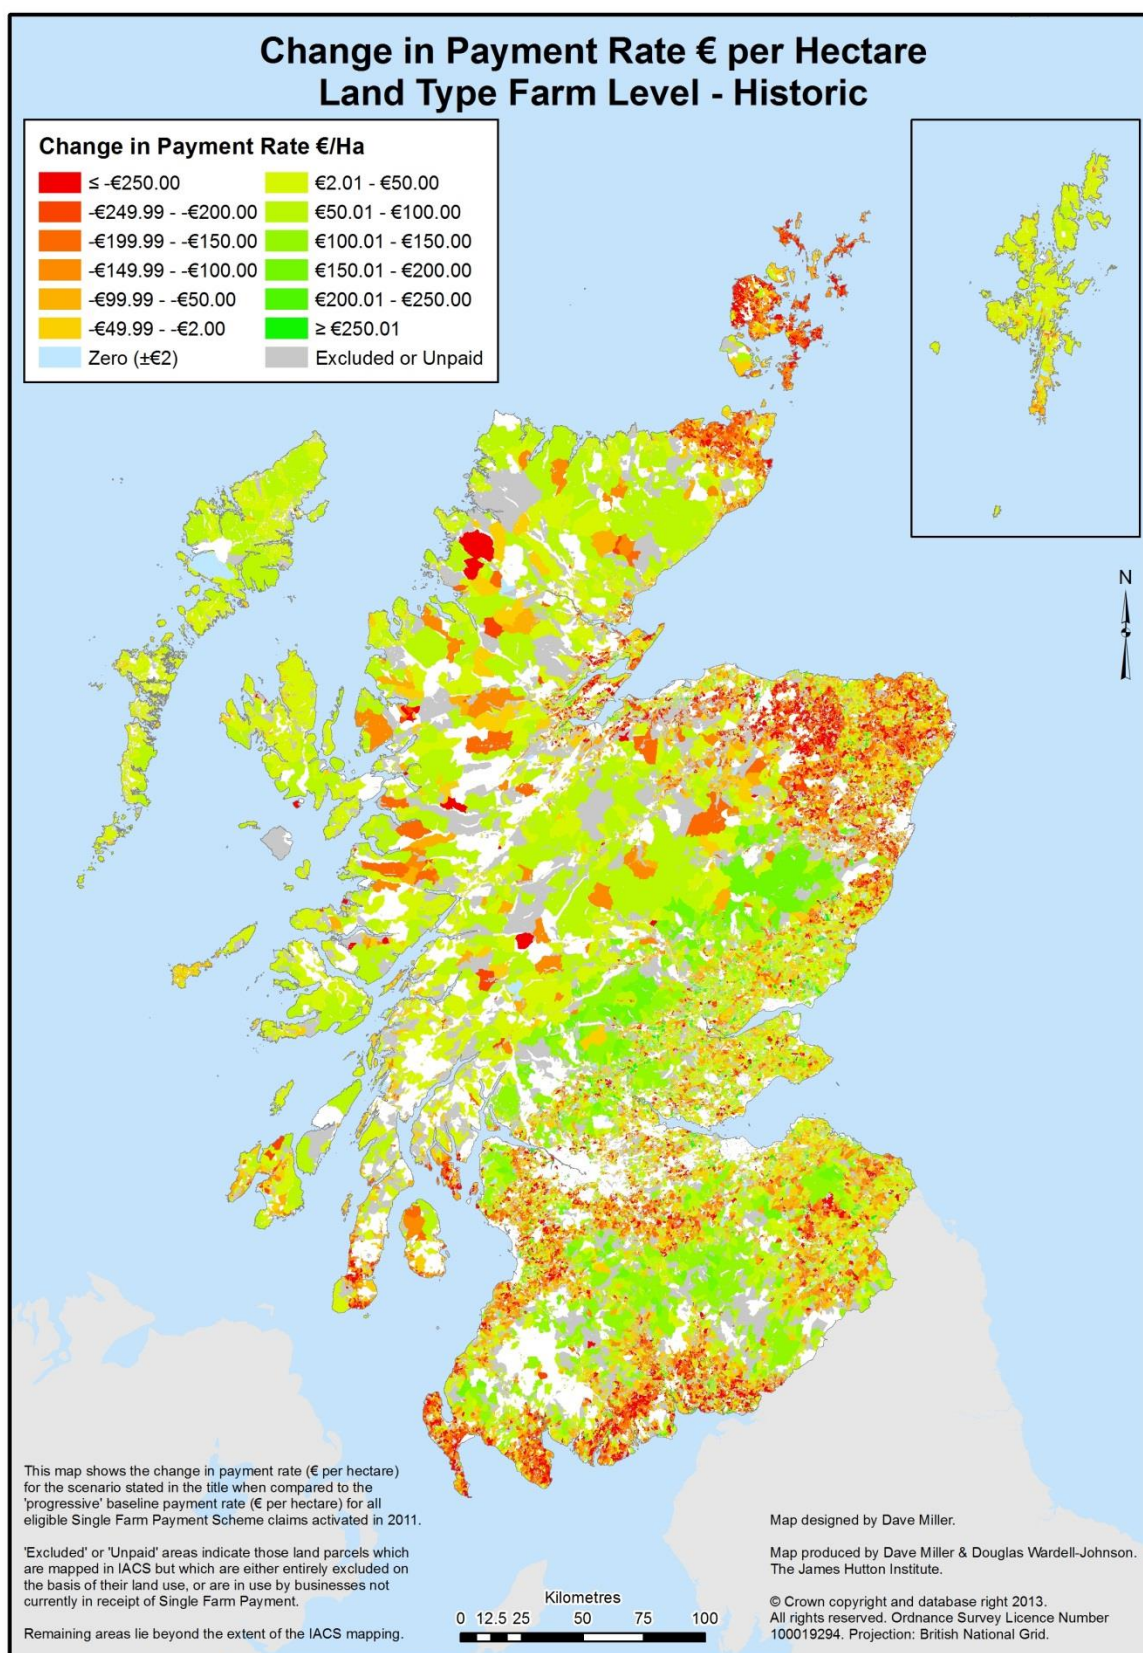 Change in Payment Rate € per Hectare
Land Type Farm Level - Historic
Change in Payment Rate €/Ha
≤ -€250.00
-€249.99 - -€200.00
-€199.99 - -€150.00
-€149.99 - -€100.00
-€99.99 - -€50.00
-€49.99 - -€2.00
Zero (±€2)
€2.01 - €50.00
€50.01 - €100.00
€100.01 - €150.00
€150.01 - €200.00
€200.01 - €250.00
≥ €250.01
Excluded or Unpaid
N
This map shows the change in payment rate (€ per hectare)
for the scenario stated in the title when compared to the
'progressive' baseline payment rate (€ per hectare) for all
eligible Single Farm Payment Scheme claims activated in 2011.
'Excluded' or 'Unpaid' areas indicate those land parcels which
are mapped in IACS but which are either entirely excluded on
the basis of their land use, or are in use by businesses not
currently in receipt of Single Farm Payment.
Remaining areas lie beyond the extent of the IACS mapping.
Kilometres
0 12.5 25 50 75 100
Map designed by Dave Miller.
Map produced by Dave Miller & Douglas Wardell-Johnson.
The James Hutton Institute.
© Crown copyright and database right 2013.
All rights reserved. Ordnance Survey Licence Number
100019294. Projection: British National Grid.